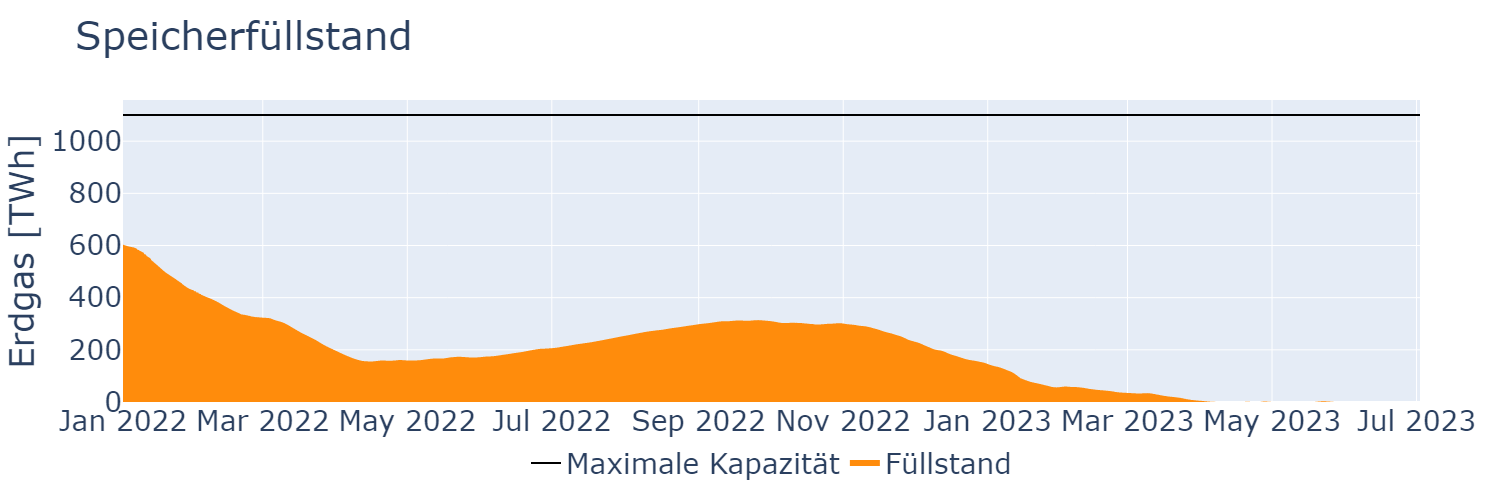 Speicherfüllstand
Erdgas [TWh]
1000
800
600
400
200
0
Jan 2022 Mar 2022 May 2022 Jul 2022 Sep 2022 Nov 2022 Jan 2023 Mar 2023 May 2023 Jul 2023
Maximale Kapazität Füllstand